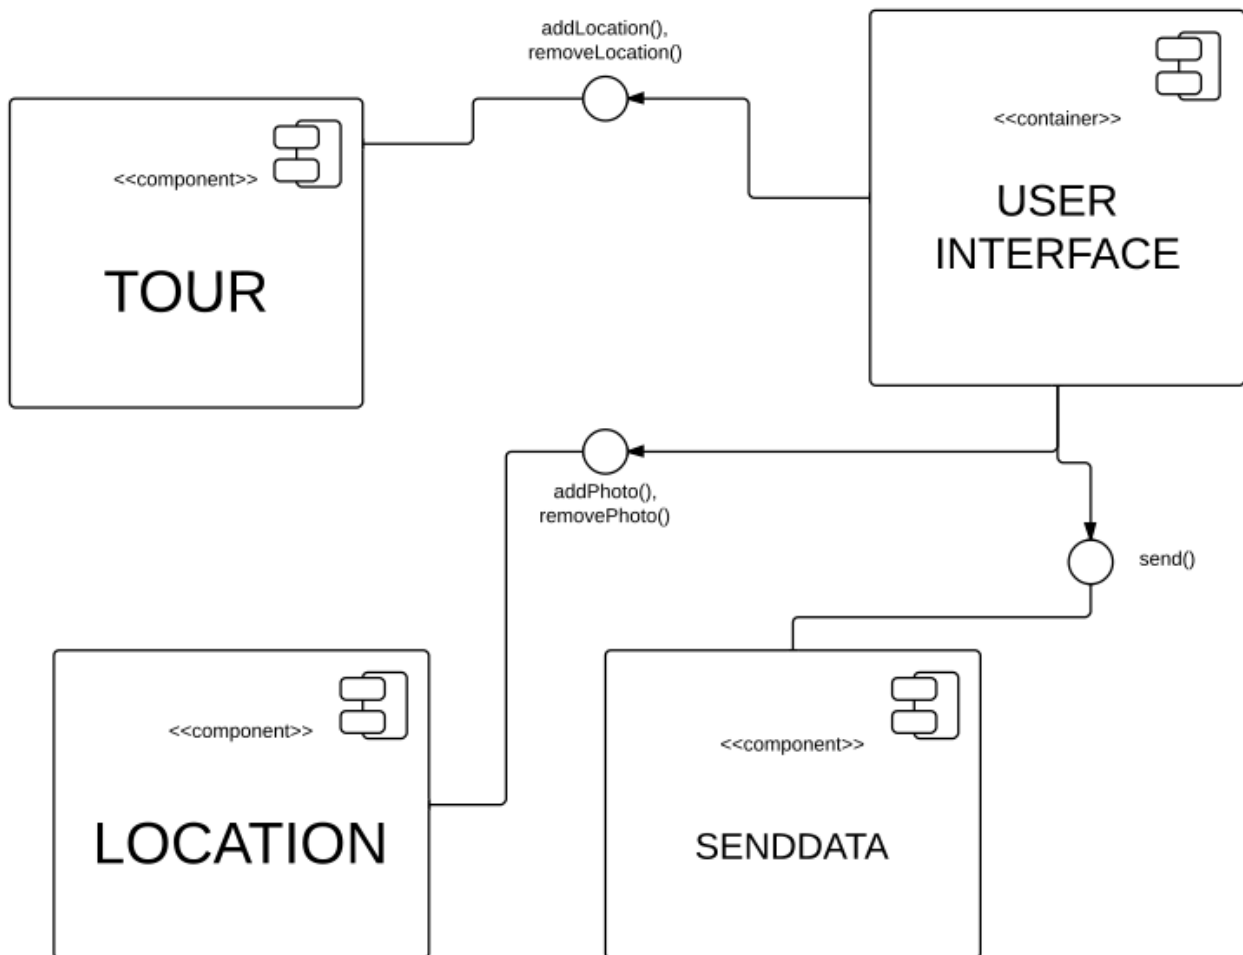 addLocation(),
removeLocation()
<<container>>
USER
INTERFACE
<<component>>
TOUR
addPhoto(),
removePhoto()
send()
<<component>>
LOCATION
<<component>>
SENDDATA